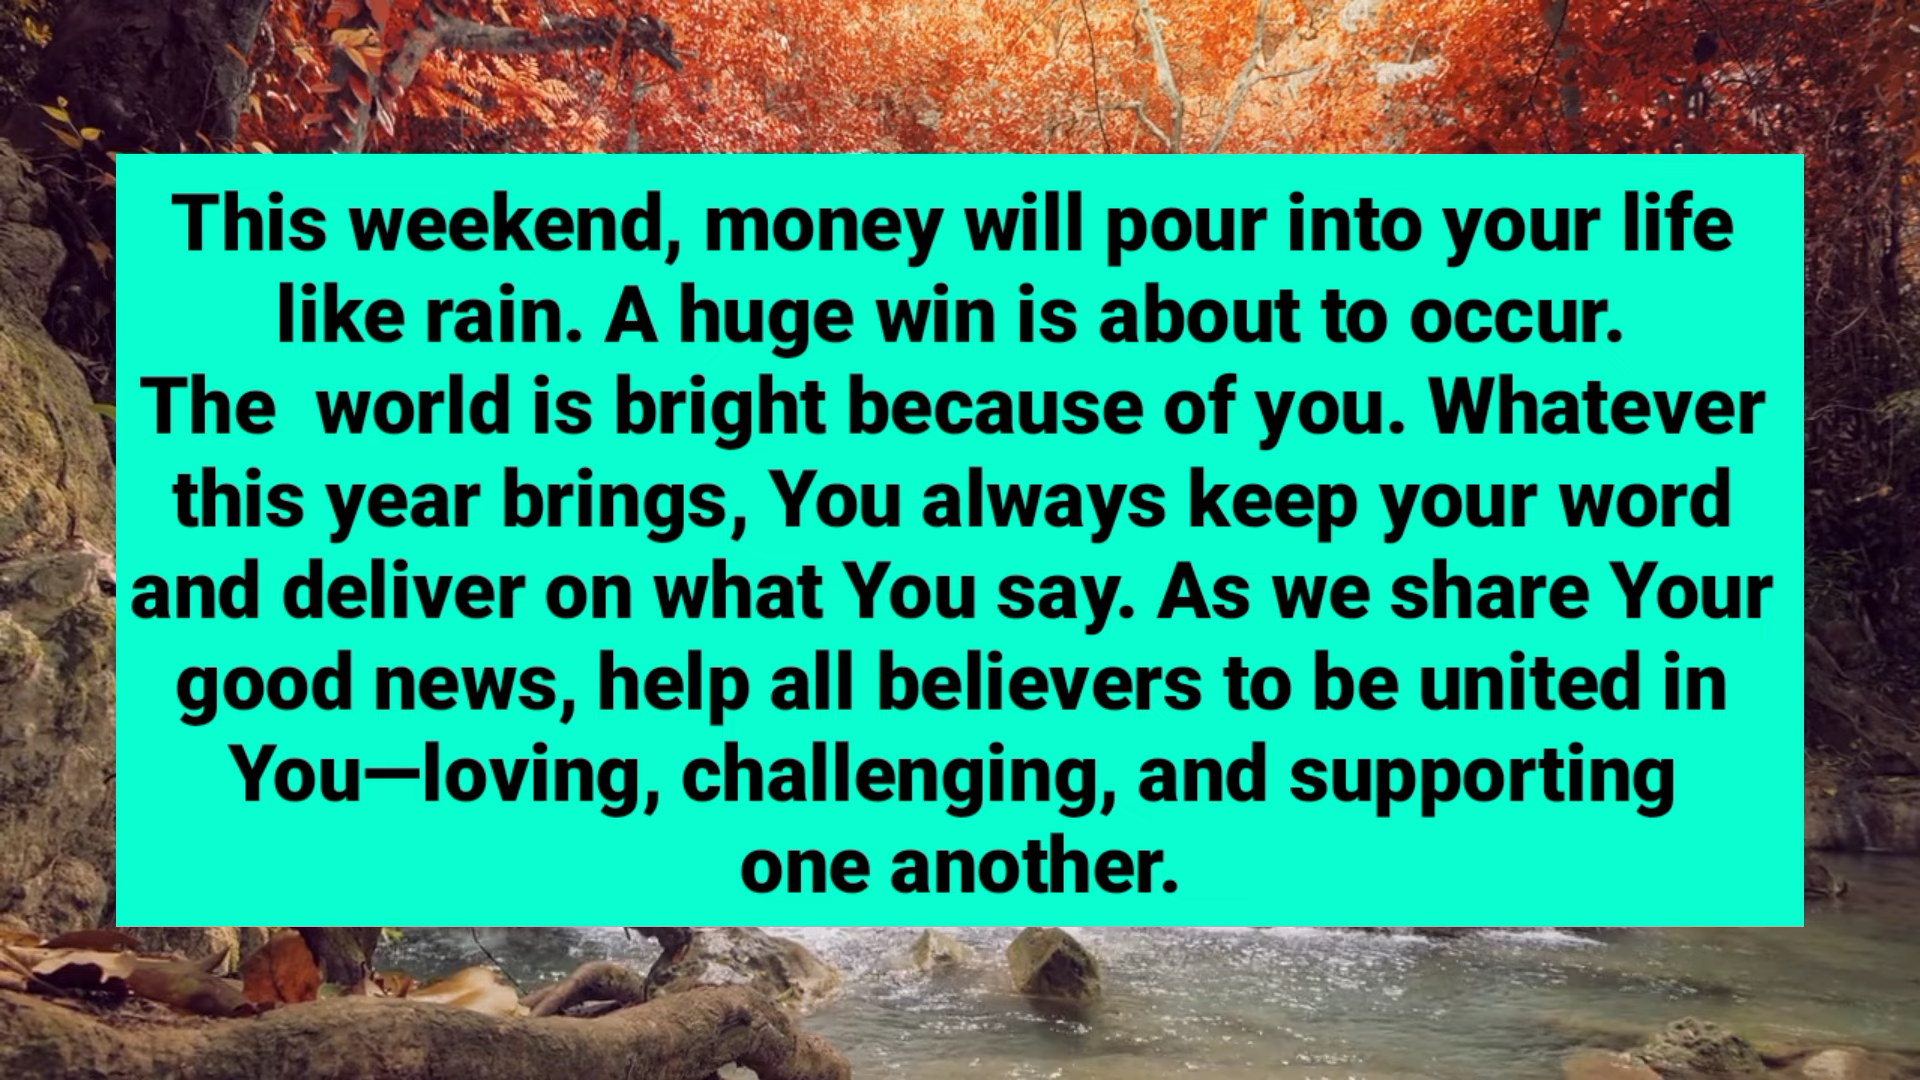 This weekend, money will pour into your life
like rain. A huge win is about to occur.
The  world is bright because of you. Whatever
this year brings, You always keep your word
and deliver on what You say. As we share Your
good news, help all believers to be united in
You—loving, challenging, and supporting
one another.